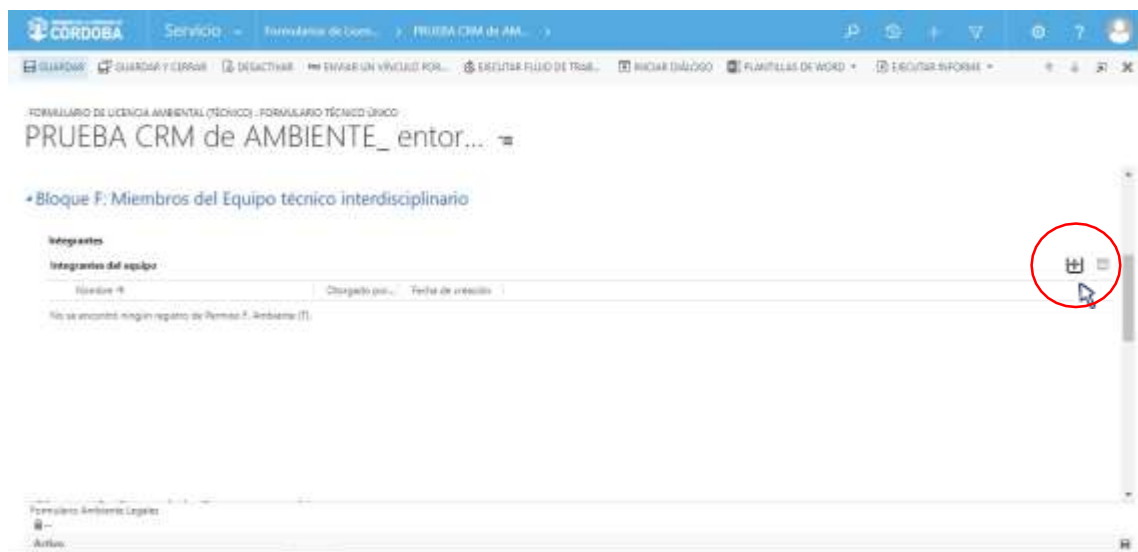 CÓRDOBA
Servicio
Formularios de Licen...
PRUEBA CRM de AM...
GUARDAR
GUARDAR Y CERRAR
DESACTIVAR
ENVIAR UN VÍNCULO POR...
EJECUTAR FLUJO DE TRAB...
INICIAR DIÁLOGO
PLANTILLAS DE WORD
EJECUTAR INFORME
FORMULARIO DE LICENCIA AMBIENTAL (TÉCNICO) : FORMULARIO TÉCNICO ÚNICO
PRUEBA CRM de AMBIENTE_ entor...
Bloque F: Miembros del Equipo técnico interdisciplinario
Integrantes
Integrantes del equipo
Nombre ↑ Otorgado por... Fecha de creación
No se encontró ningún registro de Permiso F. Ambiente (T).
Formulario Ambiente Legales
--
Activo